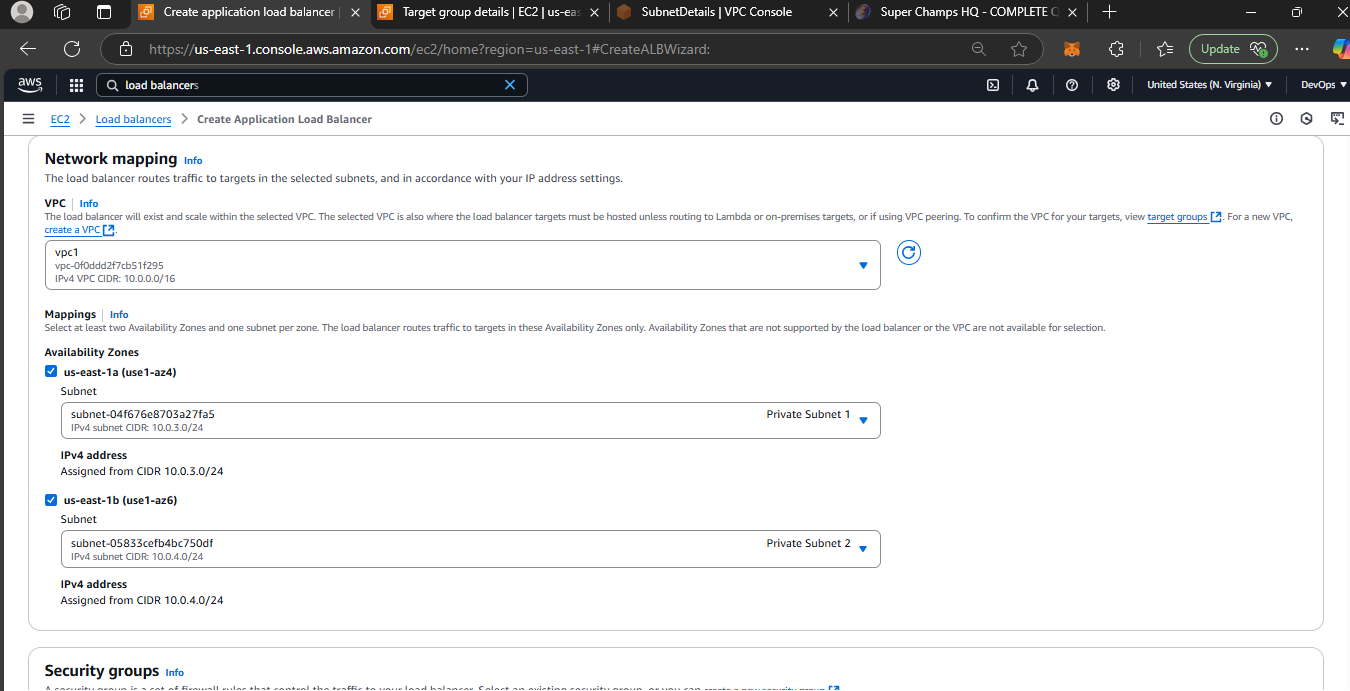 Create application load balancer
Target group details | EC2 | us-eas
SubnetDetails | VPC Console
Super Champs HQ - COMPLETE Q
https://us-east-1.console.aws.amazon.com/ec2/home?region=us-east-1#CreateALBWizard:
Update
aws
load balancers
United States (N. Virginia)
DevOps
EC2 > Load balancers > Create Application Load Balancer
Network mapping Info
The load balancer routes traffic to targets in the selected subnets, and in accordance with your IP address settings.
VPC | Info
The load balancer will exist and scale within the selected VPC. The selected VPC is also where the load balancer targets must be hosted unless routing to Lambda or on-premises targets, or if using VPC peering. To confirm the VPC for your targets, view target groups. For a new VPC,
create a VPC.
vpc1
vpc-0f0ddd2f7cb51f295
IPv4 VPC CIDR: 10.0.0.0/16
Mappings | Info
Select at least two Availability Zones and one subnet per zone. The load balancer routes traffic to targets in these Availability Zones only. Availability Zones that are not supported by the load balancer or the VPC are not available for selection.
Availability Zones
us-east-1a (use1-az4)
Subnet
subnet-04f676e8703a27fa5 Private Subnet 1
IPv4 subnet CIDR: 10.0.3.0/24
IPv4 address
Assigned from CIDR 10.0.3.0/24
us-east-1b (use1-az6)
Subnet
subnet-05833cefb4bc750df Private Subnet 2
IPv4 subnet CIDR: 10.0.4.0/24
IPv4 address
Assigned from CIDR 10.0.4.0/24
Security groups Info
A security group is a set of firewall rules that control the traffic to your load balancer. Select an existing security group, or you can create a new security group